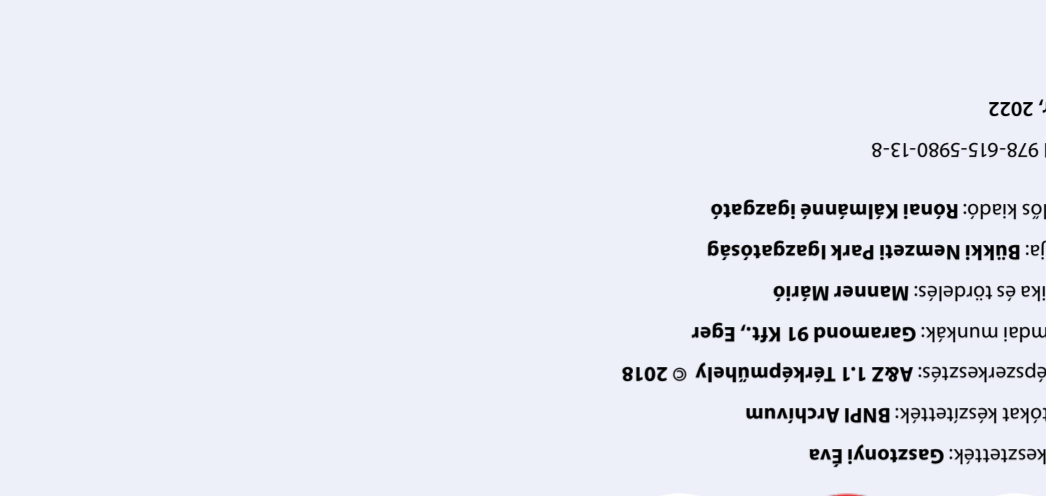 kesztették: Gasztonyi Éva
tókat készítették: BNPI Archívum
épszerkesztés: A&Z 1.1 Térképműhely © 2018
mdai munkák: Garamond 91 Kft., Eger
ika és tördelés: Manner Márió
ja: Bükki Nemzeti Park Igazgatóság
lős kiadó: Rónai Kálmánné igazgató
978-615-5980-13-8
r, 2022